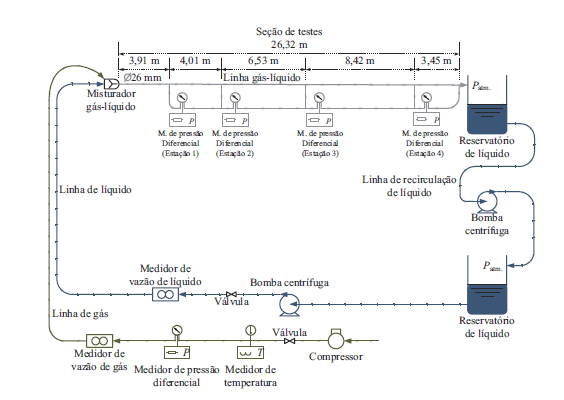 Seção de testes
26,32 m
3,91 m
4,01 m
6,53 m
8,42 m
3,45 m
Ø26 mm
Linha gás-líquido
Misturador
gás-líquido
P
M. de pressão
Diferencial
(Estação 1)
P
M. de pressão
Diferencial
(Estação 2)
P
M. de pressão
Diferencial
(Estação 3)
P
M. de pressão
Diferencial
(Estação 4)
Patm.
Reservatório
de líquido
Linha de recirculação
de líquido
Bomba
centrífuga
Linha de líquido
Patm.
Reservatório
de líquido
Medidor de
vazão de líquido
Válvula
Bomba centrífuga
Linha de gás
Medidor de
vazão de gás
P
Medidor de pressão
diferencial
T
Medidor de
temperatura
Válvula
Compressor